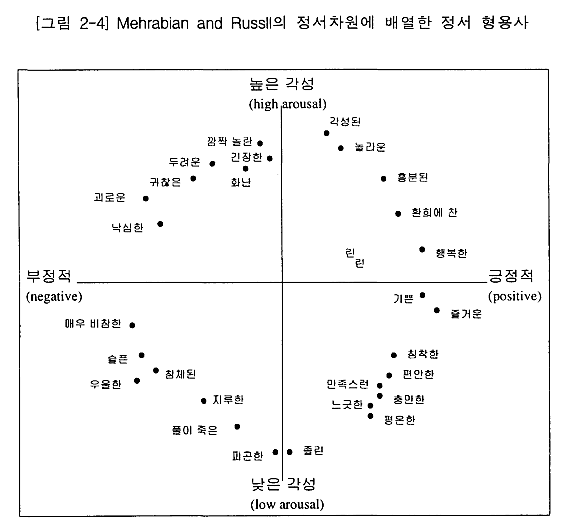 [그림 2-4] Mehrabian and Russll의 정서차원에 배열한 정서 형용사
높은 각성
(high arousal)
각성된
깜짝 놀란
놀라운
긴장한
두려운
화난
귀찮은
흥분된
괴로운
환희에 찬
낙심한
린
런
행복한
부정적
(negative)
긍정적
(positive)
기쁜
즐거운
매우 비참한
슬픈
침체된
우울한
침착한
편안한
만족스런
충만한
느긋한
평온한
지루한
풀이 죽은
피곤한
졸린
낮은 각성
(low arousal)